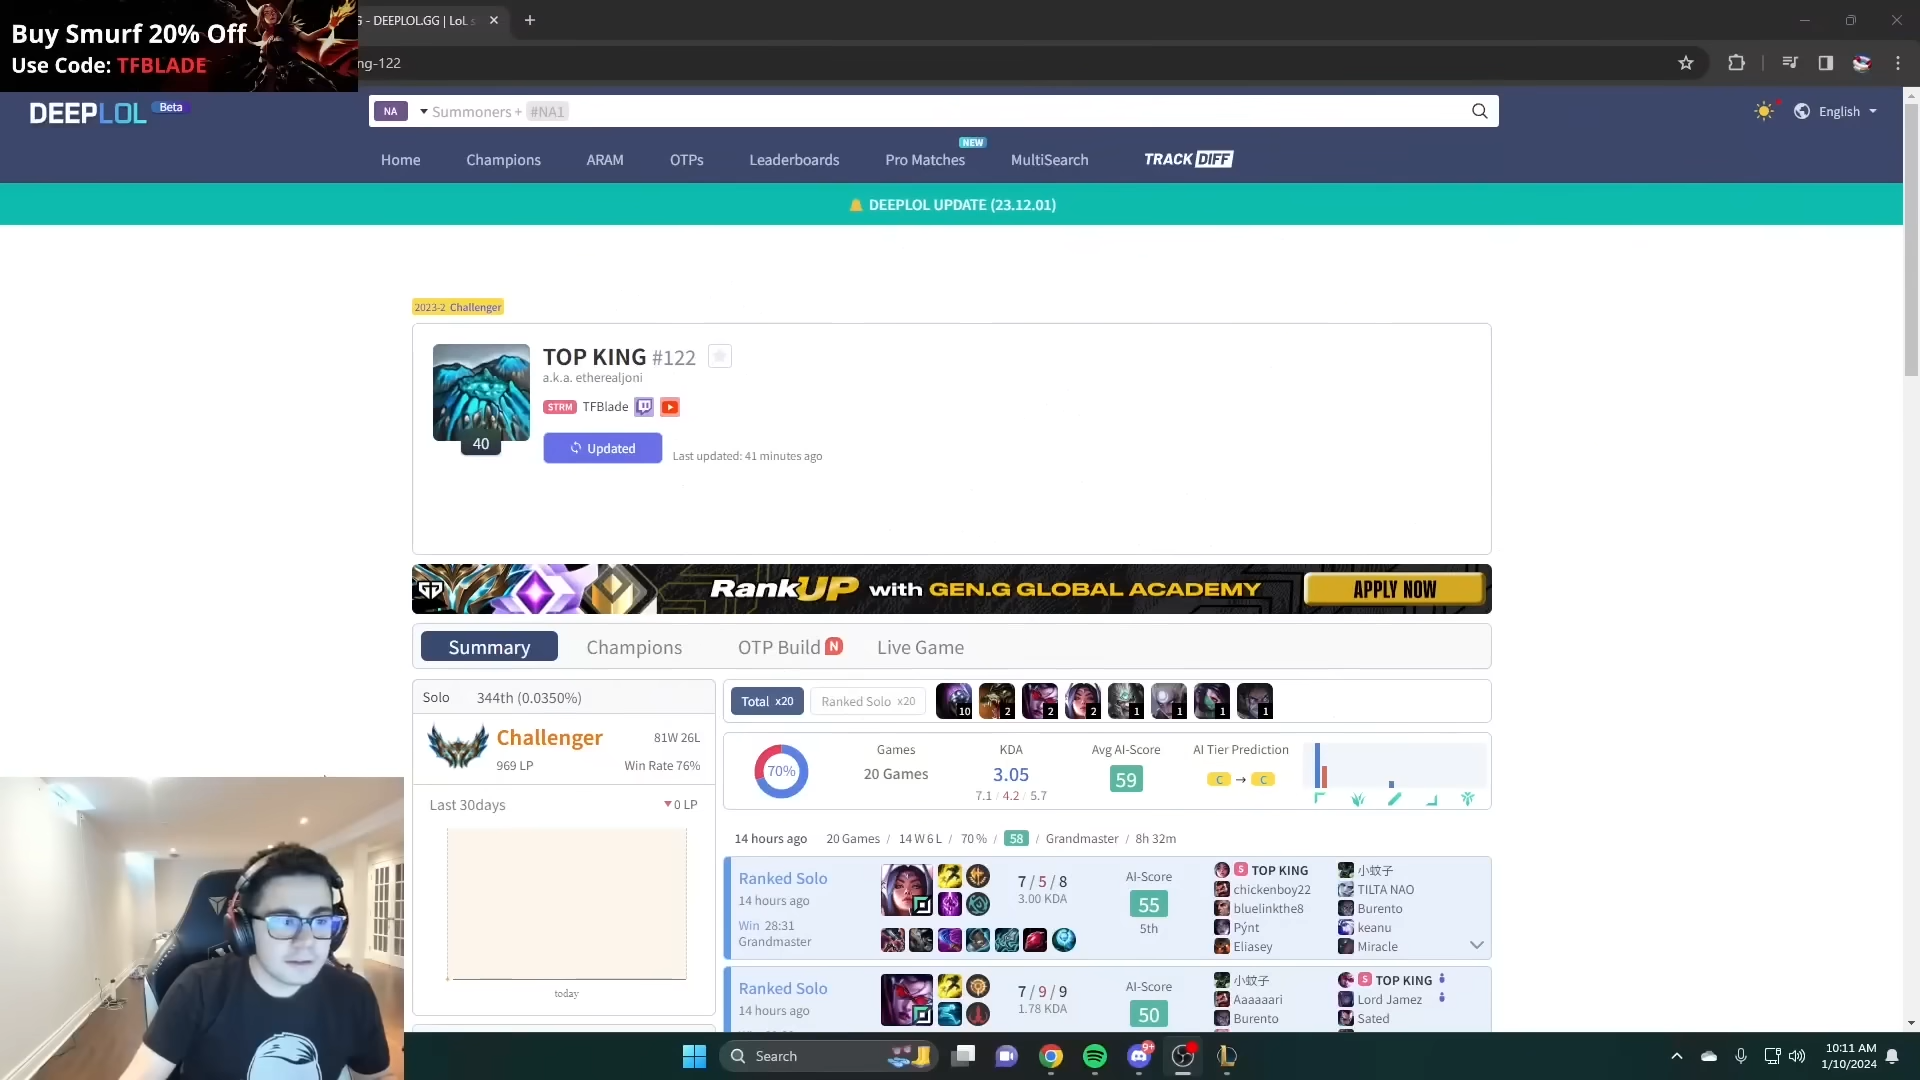 Buy Smurf 20% Off
Use Code: TFBLADE
G - DEEPLOL.GG | LoL s
ng-122
DEEPLOL Beta
NA Summoners + #NA1
English
Home Champions ARAM OTPs Leaderboards Pro Matches NEW MultiSearch TRACK DIFF
DEEPLOL UPDATE (23.12.01)
2023-2 Challenger
TOP KING #122
a.k.a. etherealjoni
STRM TFBlade
40
Updated Last updated: 41 minutes ago
RankUP with GEN.G GLOBAL ACADEMY APPLY NOW
Summary Champions OTP Build N Live Game
Solo 344th (0.0350%)
Challenger 81W 26L
969 LP Win Rate 76%
Last 30days 0 LP
today
Total x20 Ranked Solo x20 10 2 2 2 1 1 1 1
Games KDA Avg AI-Score AI Tier Prediction
70% 20 Games 3.05 59 C → C
7.1 / 4.2 / 5.7
14 hours ago 20 Games / 14 W 6 L / 70 % / 58 / Grandmaster / 8h 32m
Ranked Solo
14 hours ago
Win 28:31
Grandmaster
7 / 5 / 8
3.00 KDA
AI-Score
55
5th
S TOP KING
chickenboy22
bluelinkthe8
Pýnt
Eliasey
小蚊子
TILTA NAO
Burento
keanu
Miracle
Ranked Solo
14 hours ago
7 / 9 / 9
1.78 KDA
AI-Score
50
小蚊子
Aaaaaari
Burento
S TOP KING
Lord Jamez
Sated
Search
9+
10:11 AM
1/10/2024